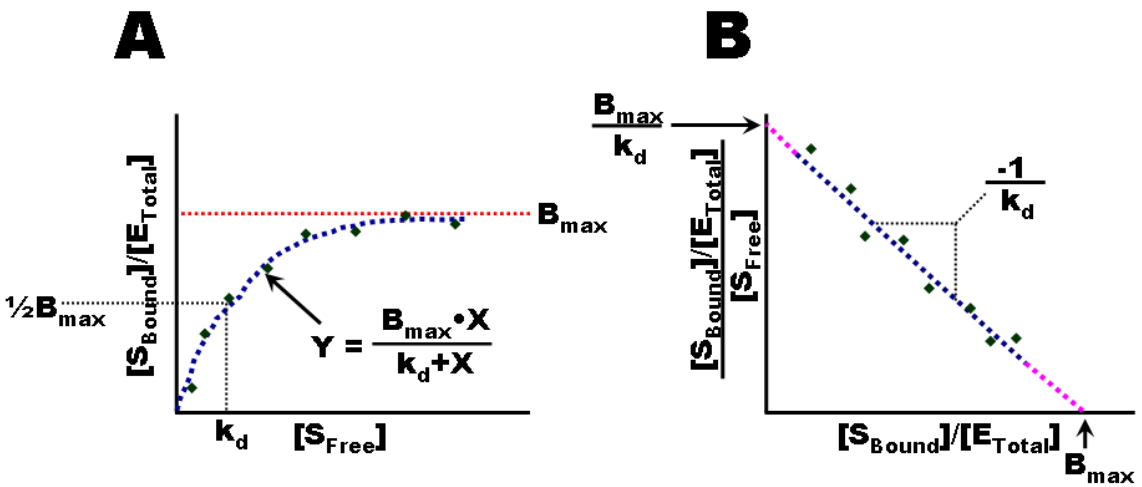 A
B
[S_Bound]/[E_Total]
B_max
½B_max
Y = B_max•X
k_d+X
k_d
[S_Free]
B_max
k_d
[S_Bound]/[E_Total]
[S_Free]
-1
k_d
[S_Bound]/[E_Total]
B_max